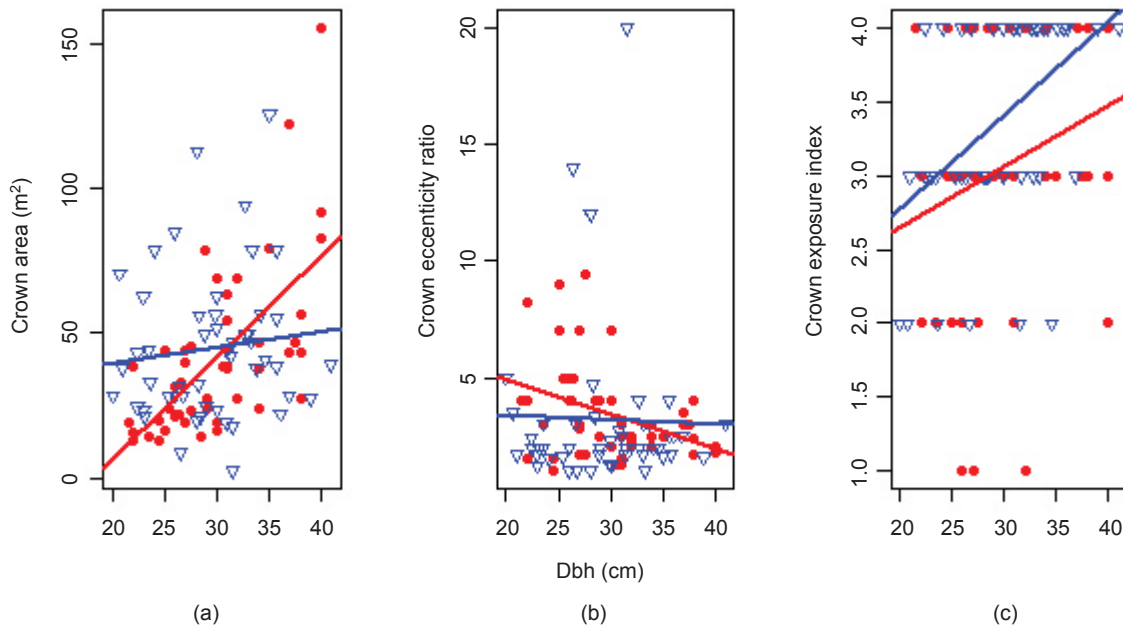 Crown area (m²)
0
50
100
150
20 25 30 35 40
(a)
Crown eccenticity ratio
5
10
15
20
20 25 30 35 40
Dbh (cm)
(b)
Crown exposure index
1.0
1.5
2.0
2.5
3.0
3.5
4.0
20 25 30 35 40
(c)